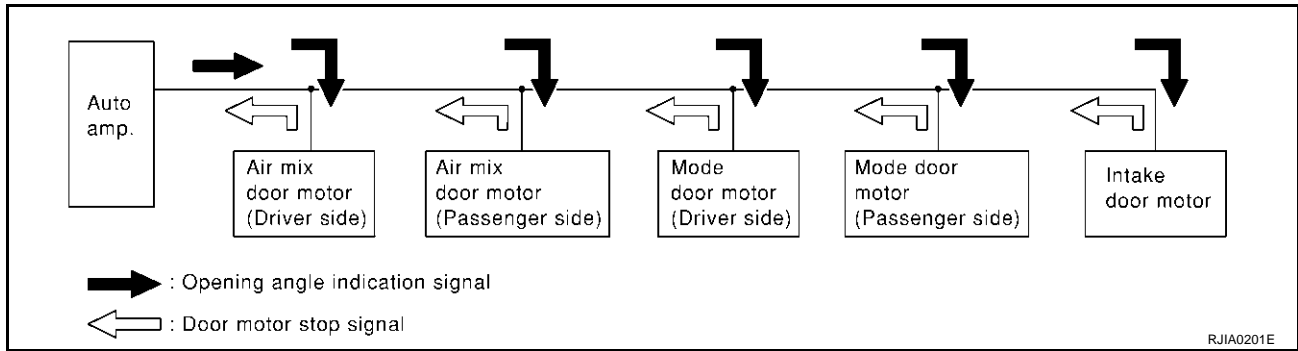 Auto
amp.
Air mix
door motor
(Driver side)
Air mix
door motor
(Passenger side)
Mode
door motor
(Driver side)
Mode door
motor
(Passenger side)
Intake
door motor
: Opening angle indication signal
: Door motor stop signal
RJIA0201E